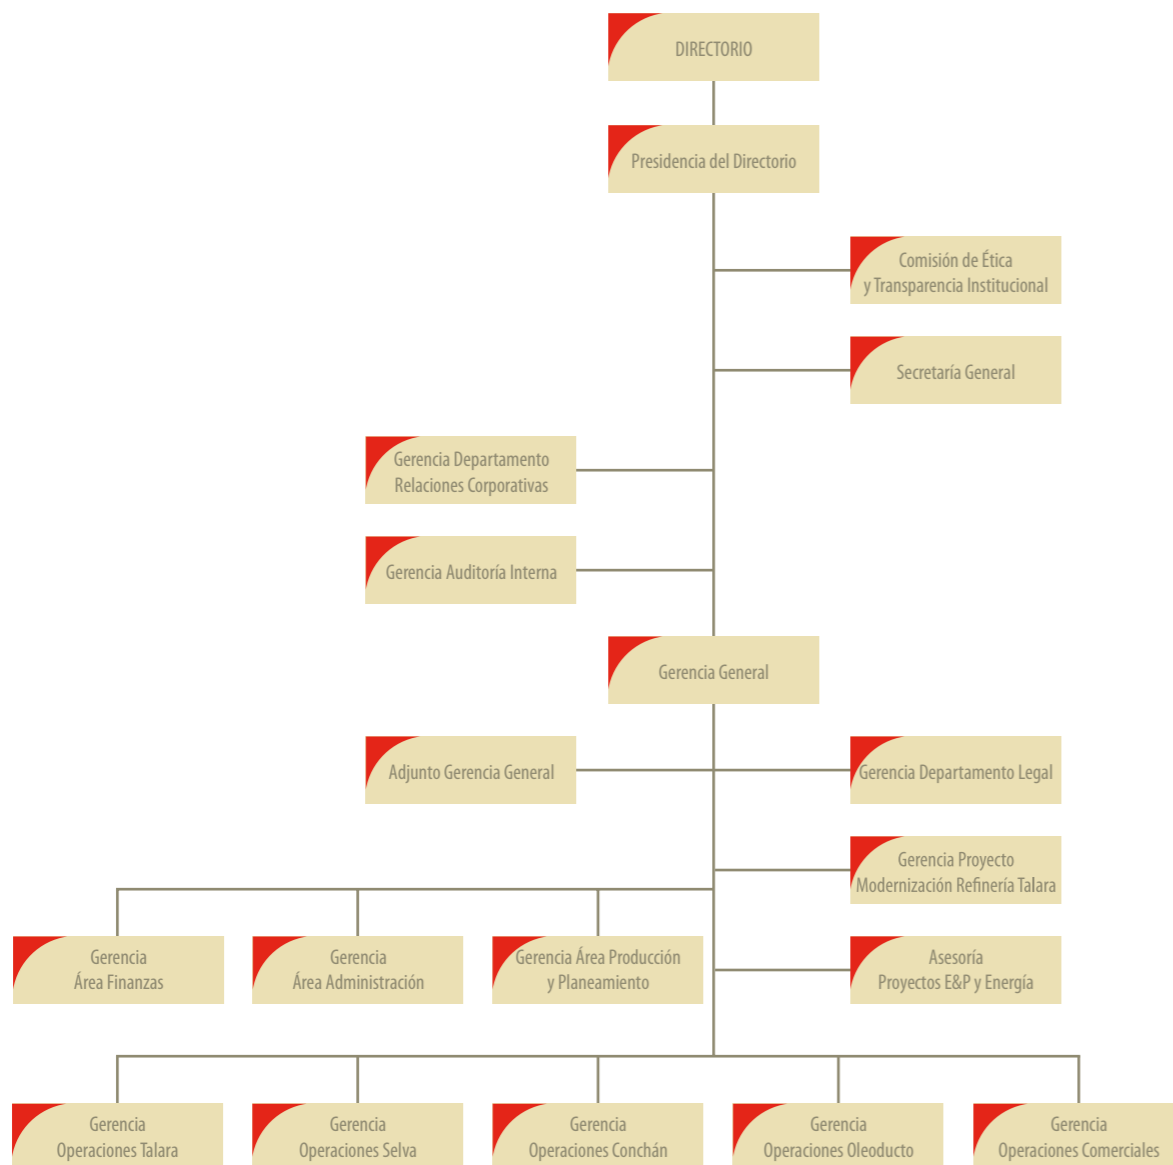 DIRECTORIO
Presidencia del Directorio
Comisión de Ética
y Transparencia Institucional
Secretaría General
Gerencia Departamento
Relaciones Corporativas
Gerencia Auditoría Interna
Gerencia General
Adjunto Gerencia General
Gerencia Departamento Legal
Gerencia Proyecto
Modernización Refinería Talara
Gerencia
Área Finanzas
Gerencia
Área Administración
Gerencia Área Producción
y Planeamiento
Asesoría
Proyectos E&P y Energía
Gerencia
Operaciones Talara
Gerencia
Operaciones Selva
Gerencia
Operaciones Conchán
Gerencia
Operaciones Oleoducto
Gerencia
Operaciones Comerciales